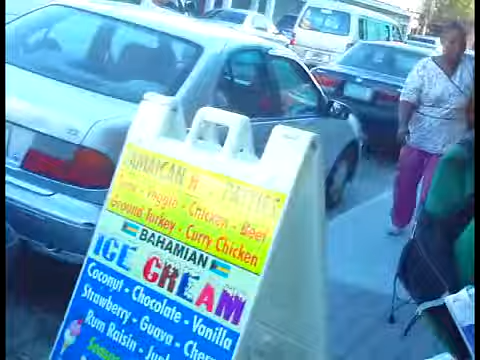 JAMAICAN PATTIES
Veggie - Chicken - Beef
Ground Turkey - Curry Chicken
BAHAMIAN
ICE CREAM
Coconut - Chocolate - Vanilla
Strawberry - Guava - Cherry
Rum Raisin -